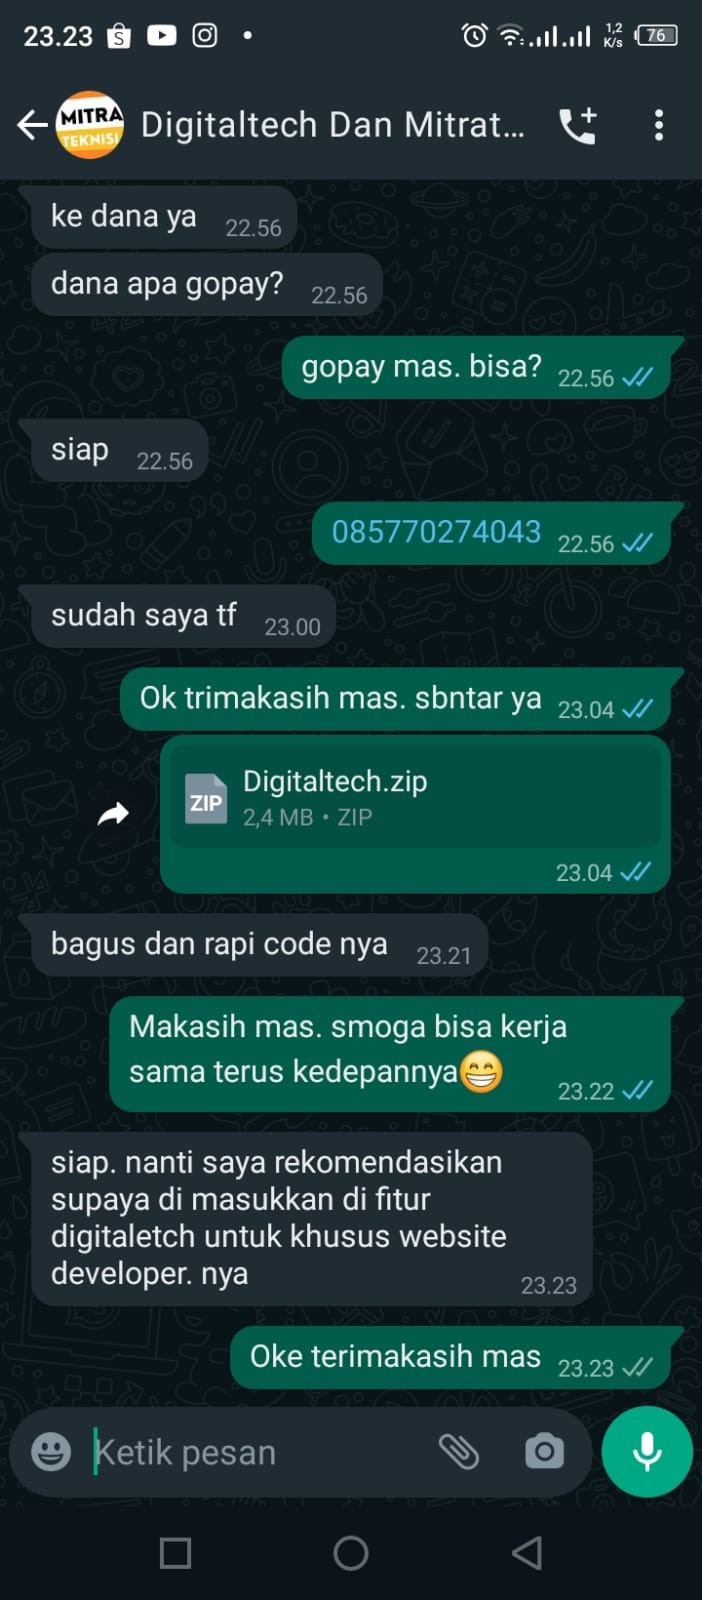 23.23
1,2
K/s
76
MITRA
TEKNISI
Digitaltech Dan Mitrat...
ke dana ya 22.56
dana apa gopay? 22.56
gopay mas. bisa? 22.56
siap 22.56
085770274043 22.56
sudah saya tf 23.00
Ok trimakasih mas. sbntar ya 23.04
ZIP
Digitaltech.zip
2,4 MB • ZIP
23.04
bagus dan rapi code nya 23.21
Makasih mas. smoga bisa kerja
sama terus kedepannya😁 23.22
siap. nanti saya rekomendasikan
supaya di masukkan di fitur
digitaletch untuk khusus website
developer. nya 23.23
Oke terimakasih mas 23.23
Ketik pesan